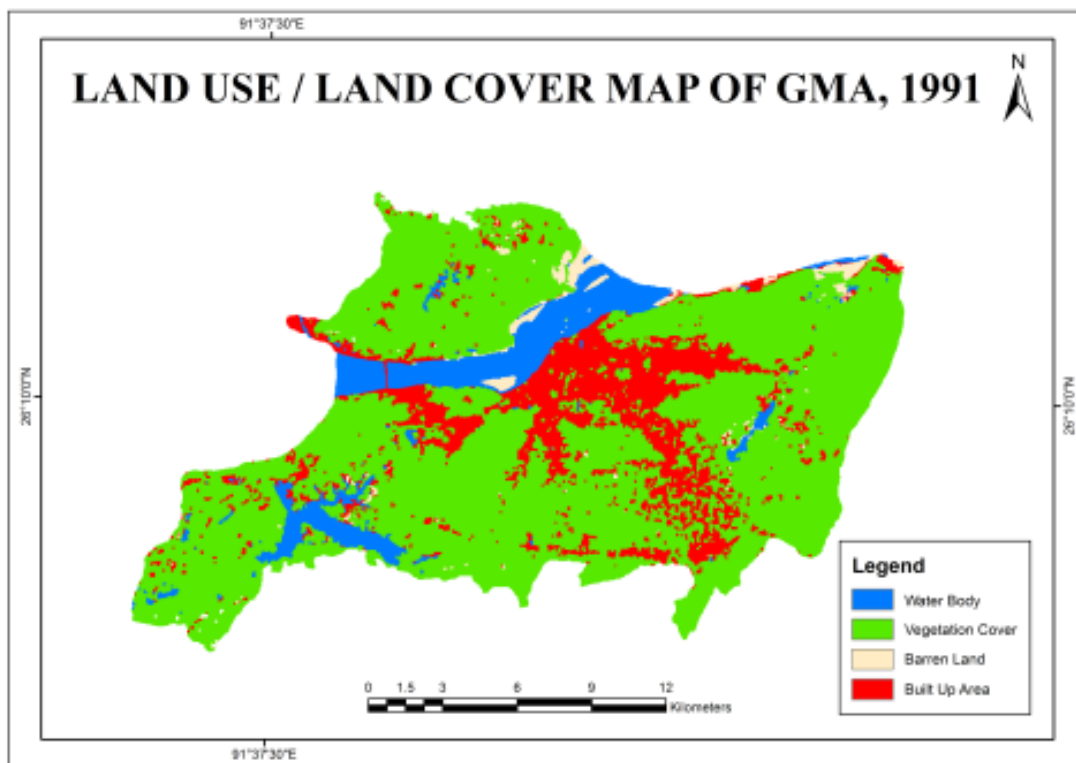 91°37'30"E
N
LAND USE / LAND COVER MAP OF GMA, 1991
26°10'0"N
26°10'0"N
Legend
Water Body
Vegetation Cover
Barren Land
Built Up Area
0 1.5 3 6 9 12
Kilometers
91°37'30"E